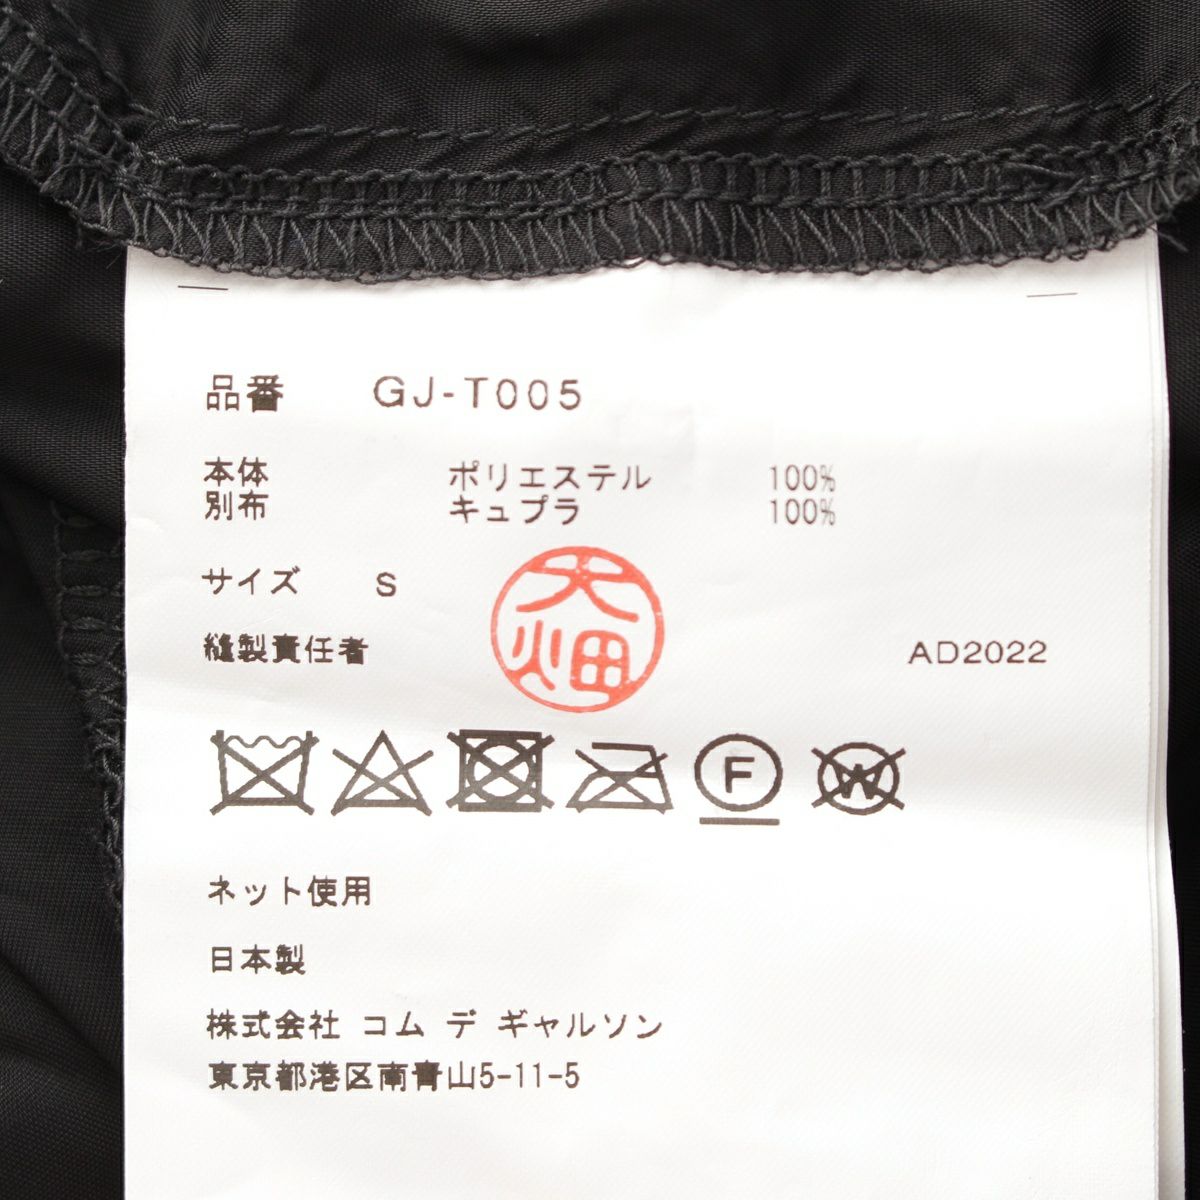 品番 GJ-T005
本体 ポリエステル 100%
別布 キュプラ 100%
サイズ S
大畑
縫製責任者 AD2022
F W
ネット使用
日本製
株式会社 コム デ ギャルソン
東京都港区南青山5-11-5